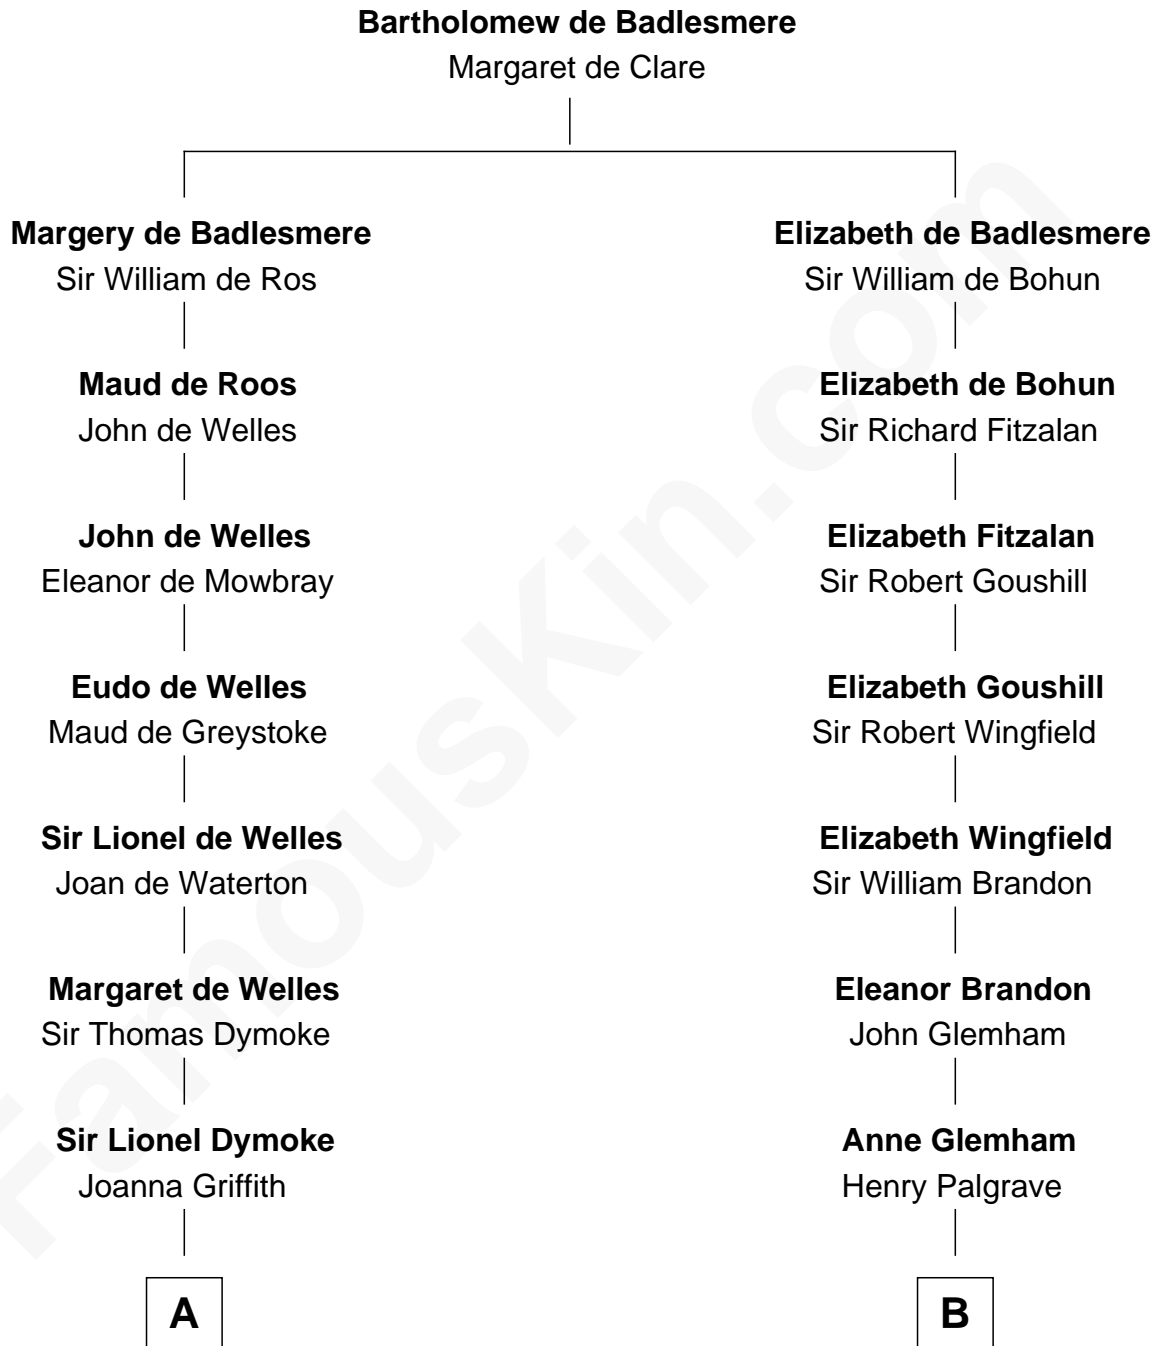 Bartholomew de Badlesmere
Margaret de Clare
Margery de Badlesmere
Sir William de Ros
Elizabeth de Badlesmere
Sir William de Bohun
Maud de Roos
John de Welles
Elizabeth de Bohun
Sir Richard Fitzalan
John de Welles
Eleanor de Mowbray
Elizabeth Fitzalan
Sir Robert Goushill
Eudo de Welles
Maud de Greystoke
Elizabeth Goushill
Sir Robert Wingfield
Sir Lionel de Welles
Joan de Waterton
Elizabeth Wingfield
Sir William Brandon
Margaret de Welles
Sir Thomas Dymoke
Eleanor Brandon
John Glemham
Sir Lionel Dymoke
Joanna Griffith
Anne Glemham
Henry Palgrave
A
B
FamousKin.com